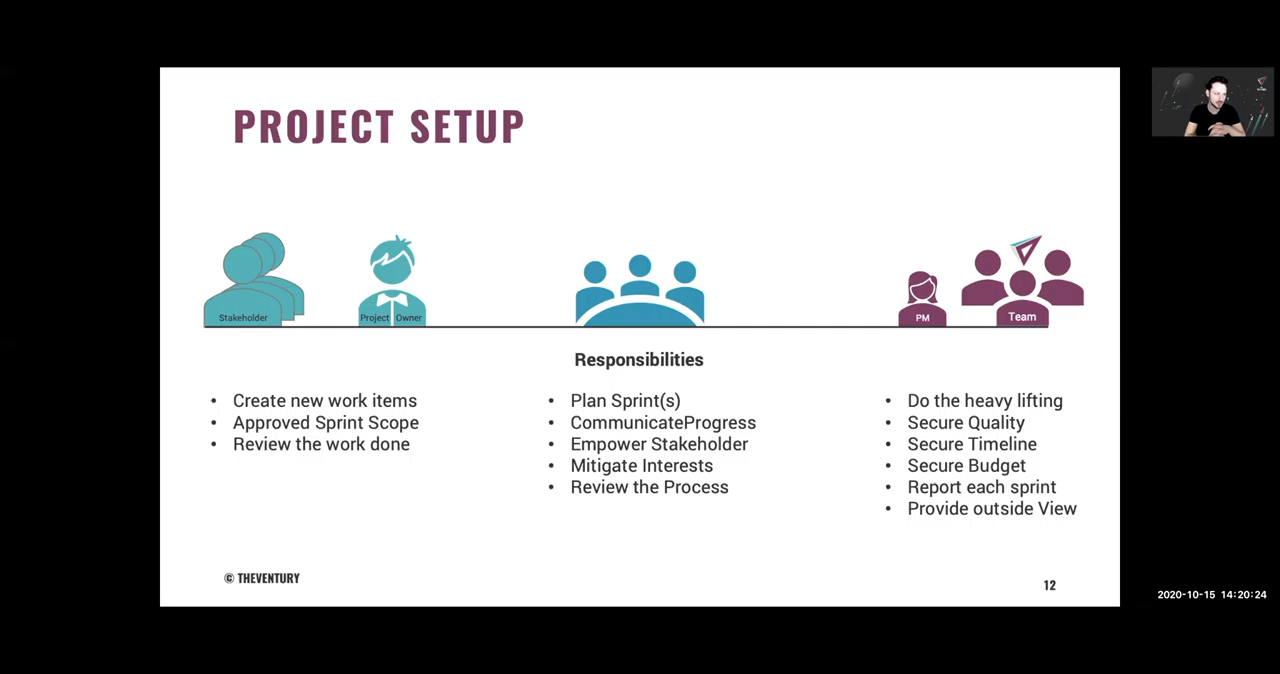 PROJECT SETUP
Stakeholder
Project Owner
PM
Team
Responsibilities
• Create new work items
• Approved Sprint Scope
• Review the work done
• Plan Sprint(s)
• CommunicateProgress
• Empower Stakeholder
• Mitigate Interests
• Review the Process
• Do the heavy lifting
• Secure Quality
• Secure Timeline
• Secure Budget
• Report each sprint
• Provide outside View
© THEVENTURY
12
2020-10-15 14:20:24